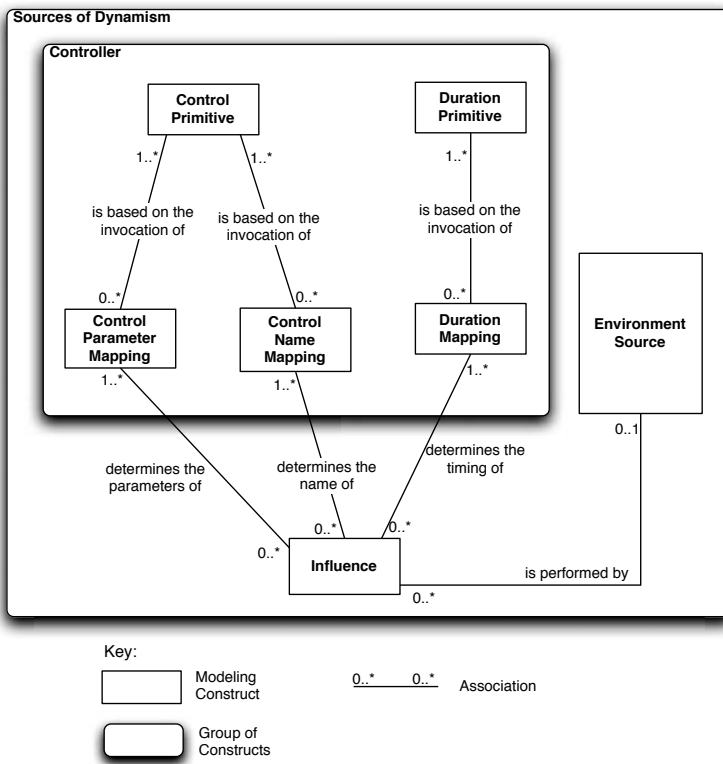 Sources of Dynamism
Controller
Control
Primitive
Duration
Primitive
1..*
1..*
1..*
is based on the
invocation of
is based on the
invocation of
is based on the
invocation of
0..*
0..*
0..*
Control
Parameter
Mapping
Control
Name
Mapping
Duration
Mapping
Environment
Source
1..*
1..*
1..*
0..1
determines the
parameters of
determines the
name of
determines the
timing of
0..*
0..*
0..*
Influence
is performed by
0..*
Key:
Modeling
Construct
0..*
0..*
Association
Group of
Constructs